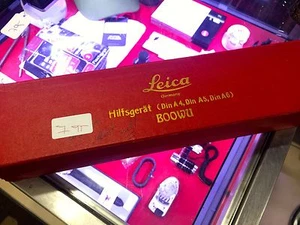 Leica
Germany
Hilfsgerät (Din A4, Din A5, Din A6)
BOOWU